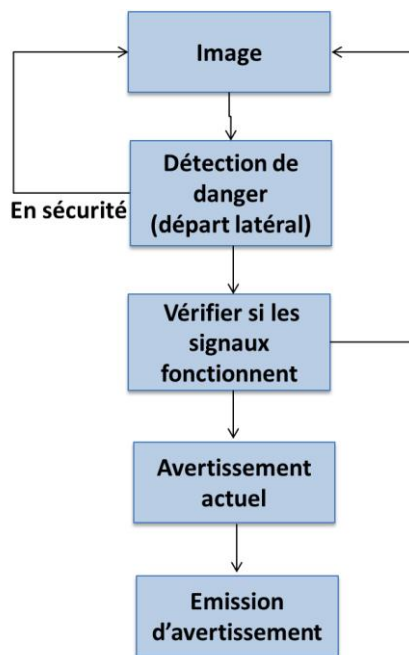 Image
Détection de
danger
(départ latéral)
En sécurité
Vérifier si les
signaux
fonctionnent
Avertissement
actuel
Emission
d'avertissement